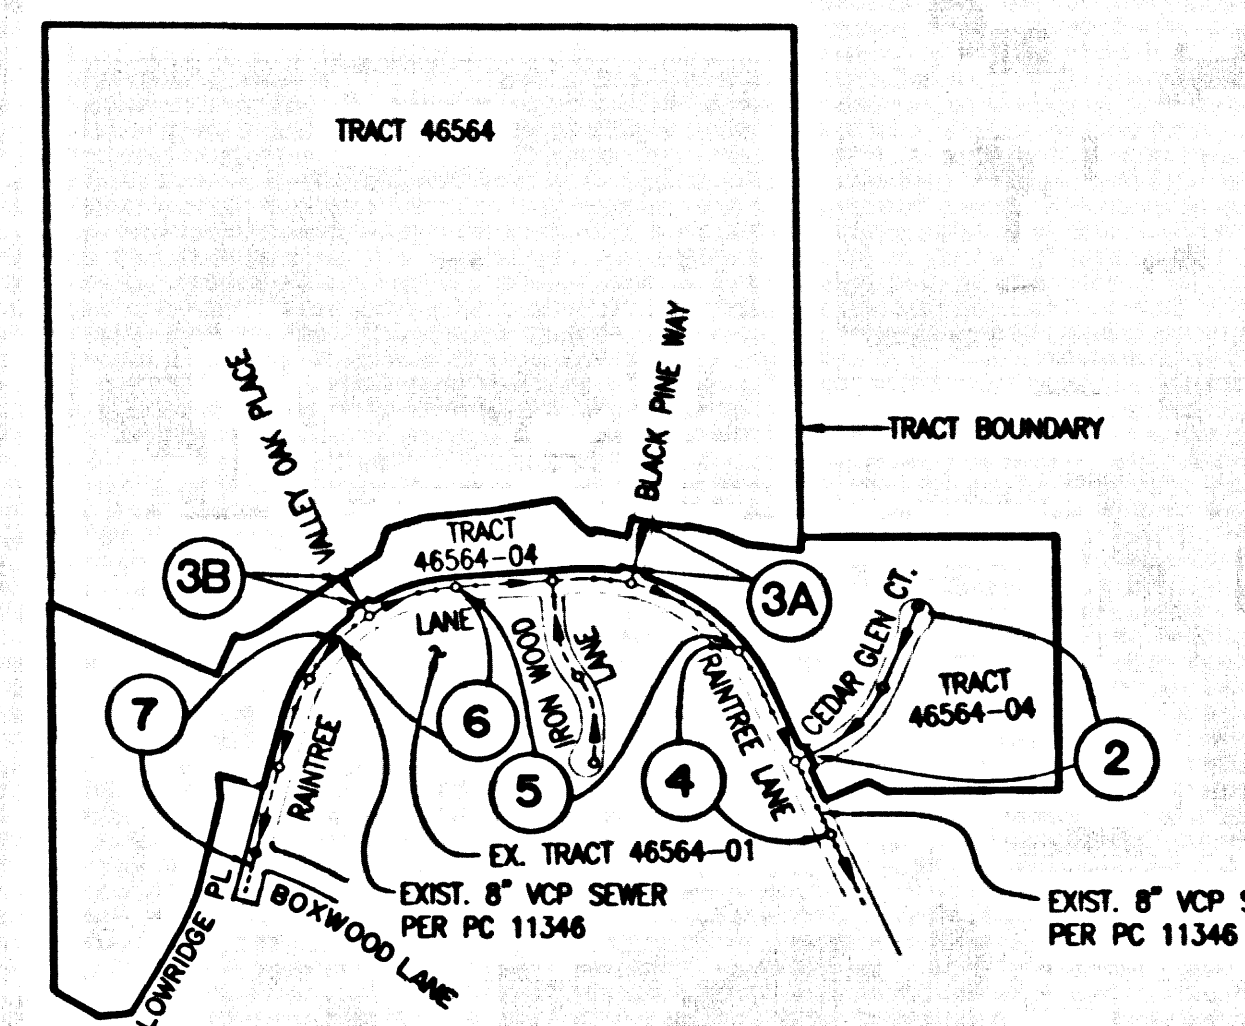 TRACT 46564
BLACK PINE WAY
VALLEY OAK PLACE
TRACT BOUNDARY
TRACT
46564-04
3B
3A
CEDAR GLEN CT.
LANE
IRON WOOD
LANE
RAINTREE LANE
TRACT
46564-04
7
6
5
4
2
RAINTREE
EX. TRACT 46564-01
EXIST. 8" VCP SEWER
PER PC 11346
EXIST. 8" VCP S
PER PC 11346
BOXWOOD LANE
LOWRIDGE PL